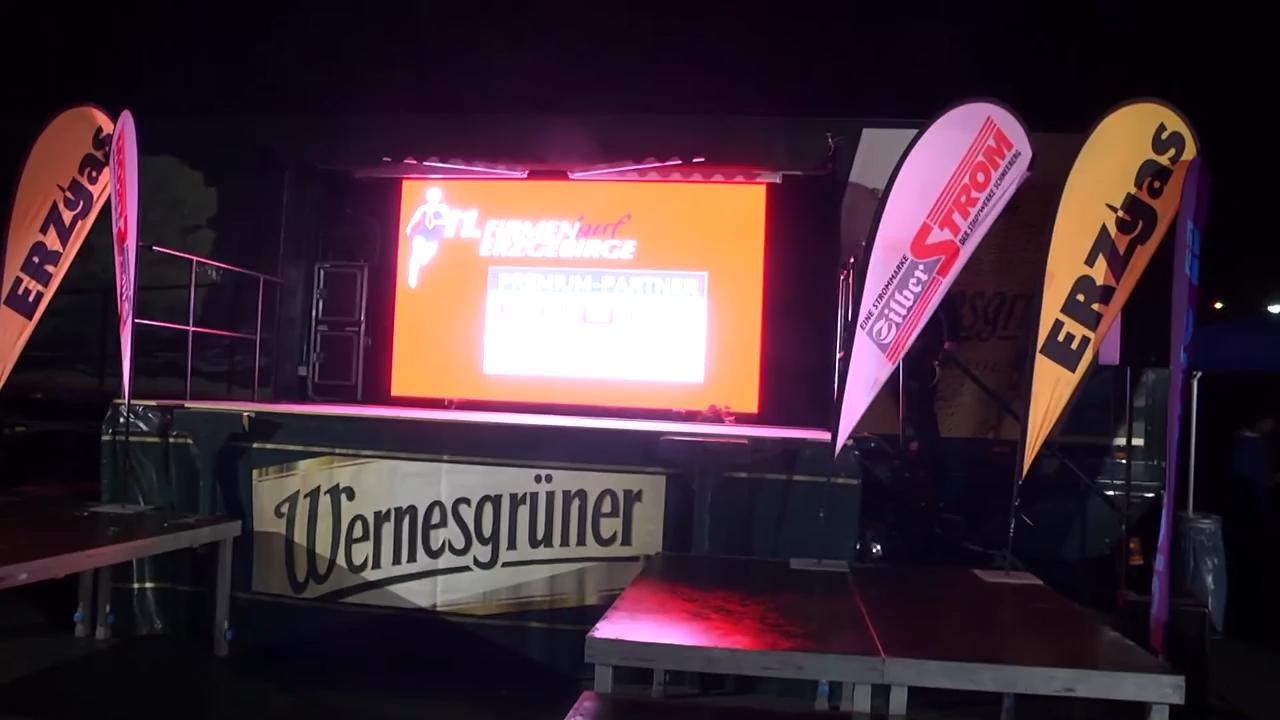 ERZgas
11. FIRMENlauf
ERZGEBIRGE
PREMIUM-PARTNER
EINE STROMMARKE
Silber STROM
DER STADTWERKE SCHNEEBERG
ERZgas
Wernesgrüner